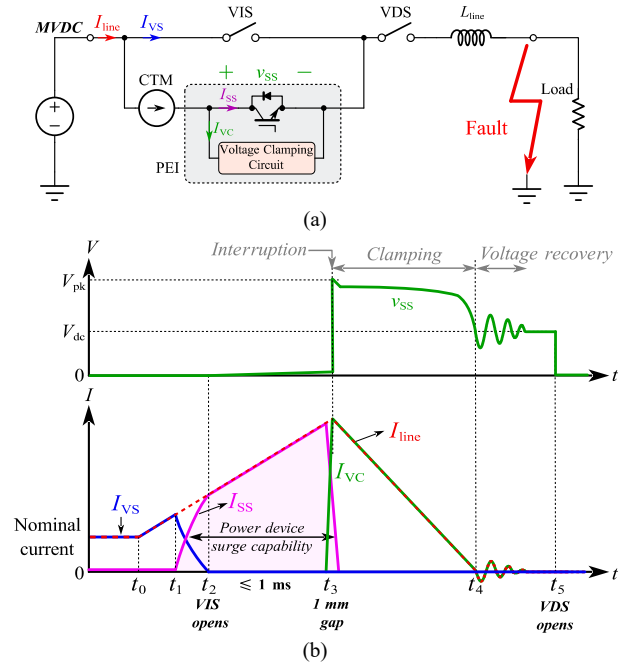 MVDC
I_line
I_VS
VIS
VDS
L_line
CTM
+ v_SS −
I_SS
I_VC
Voltage Clamping
Circuit
PEI
Fault
Load
(a)
V
Interruption
Clamping
Voltage recovery
V_pk
v_SS
V_dc
0
t
I
I_line
I_VC
I_VS
I_SS
Nominal
current
Power device
surge capability
0
t
t_0
t_1
t_2
≤ 1 ms
t_3
t_4
t_5
VIS
opens
1 mm
gap
VDS
opens
(b)